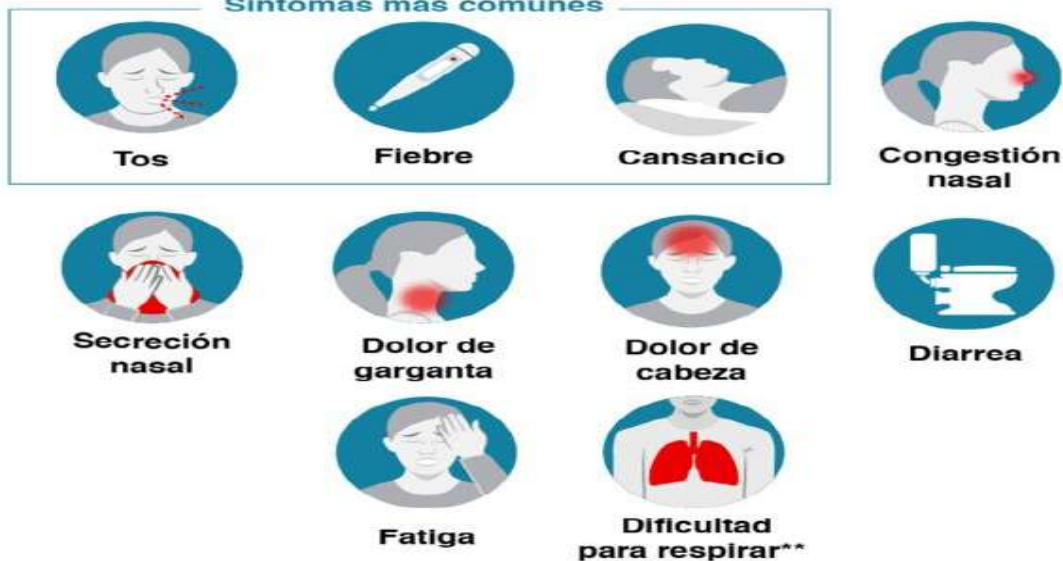 Síntomas más comunes
Tos
Fiebre
Cansancio
Congestión
nasal
Secreción
nasal
Dolor de
garganta
Dolor de
cabeza
Diarrea
Fatiga
Dificultad
para respirar**